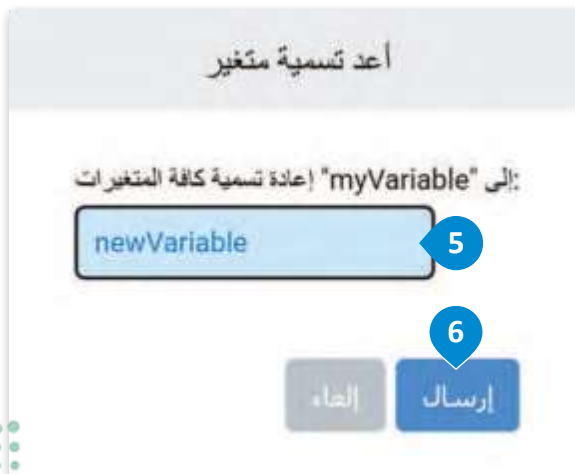 أعد تسمية متغير
إعادة تسمية كافة المتغيرات "myVariable" إلى:
newVariable
5
6
إرسال
إلغاء